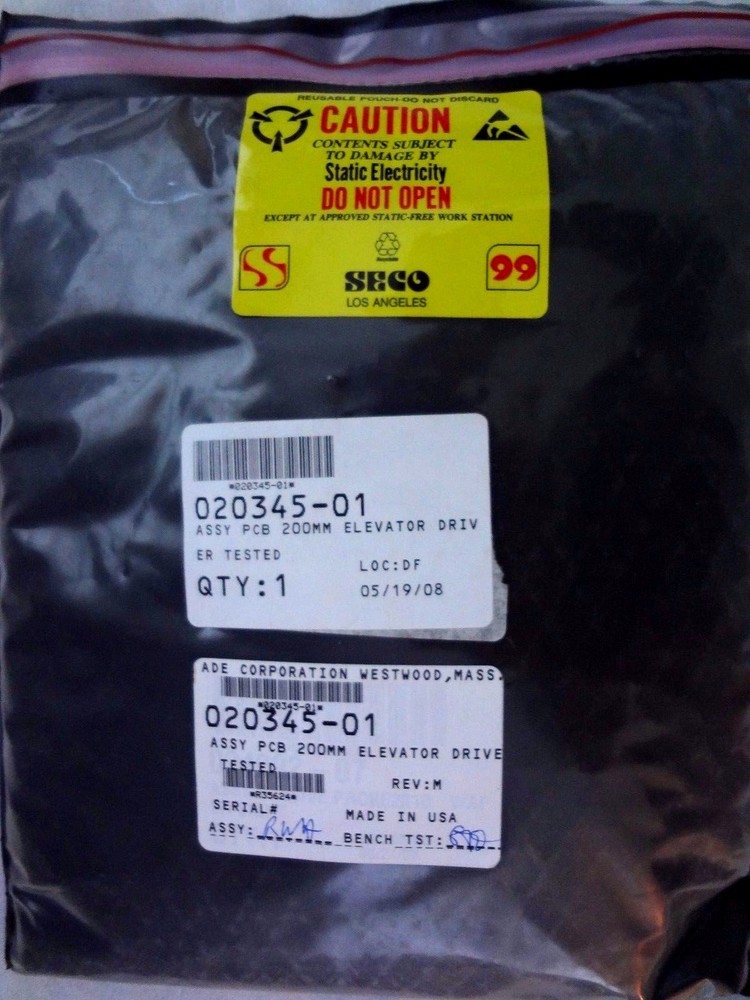 REUSABLE POUCH-DO NOT DISCARD
CAUTION
CONTENTS SUBJECT
TO DAMAGE BY
Static Electricity
DO NOT OPEN
EXCEPT AT APPROVED STATIC-FREE WORK STATION
Recyclable
SECO
99
LOS ANGELES
*020345-01*
020345-01
ASSY PCB 200MM ELEVATOR DRIV
ER TESTED
LOC:DF
QTY:1
05/19/08
ADE CORPORATION WESTWOOD,MASS.
*020345-01*
020345-01
ASSY PCB 200MM ELEVATOR DRIVE
TESTED
REV:M
*R35624*
SERIAL#
MADE IN USA
ASSY:
BENCH TST: